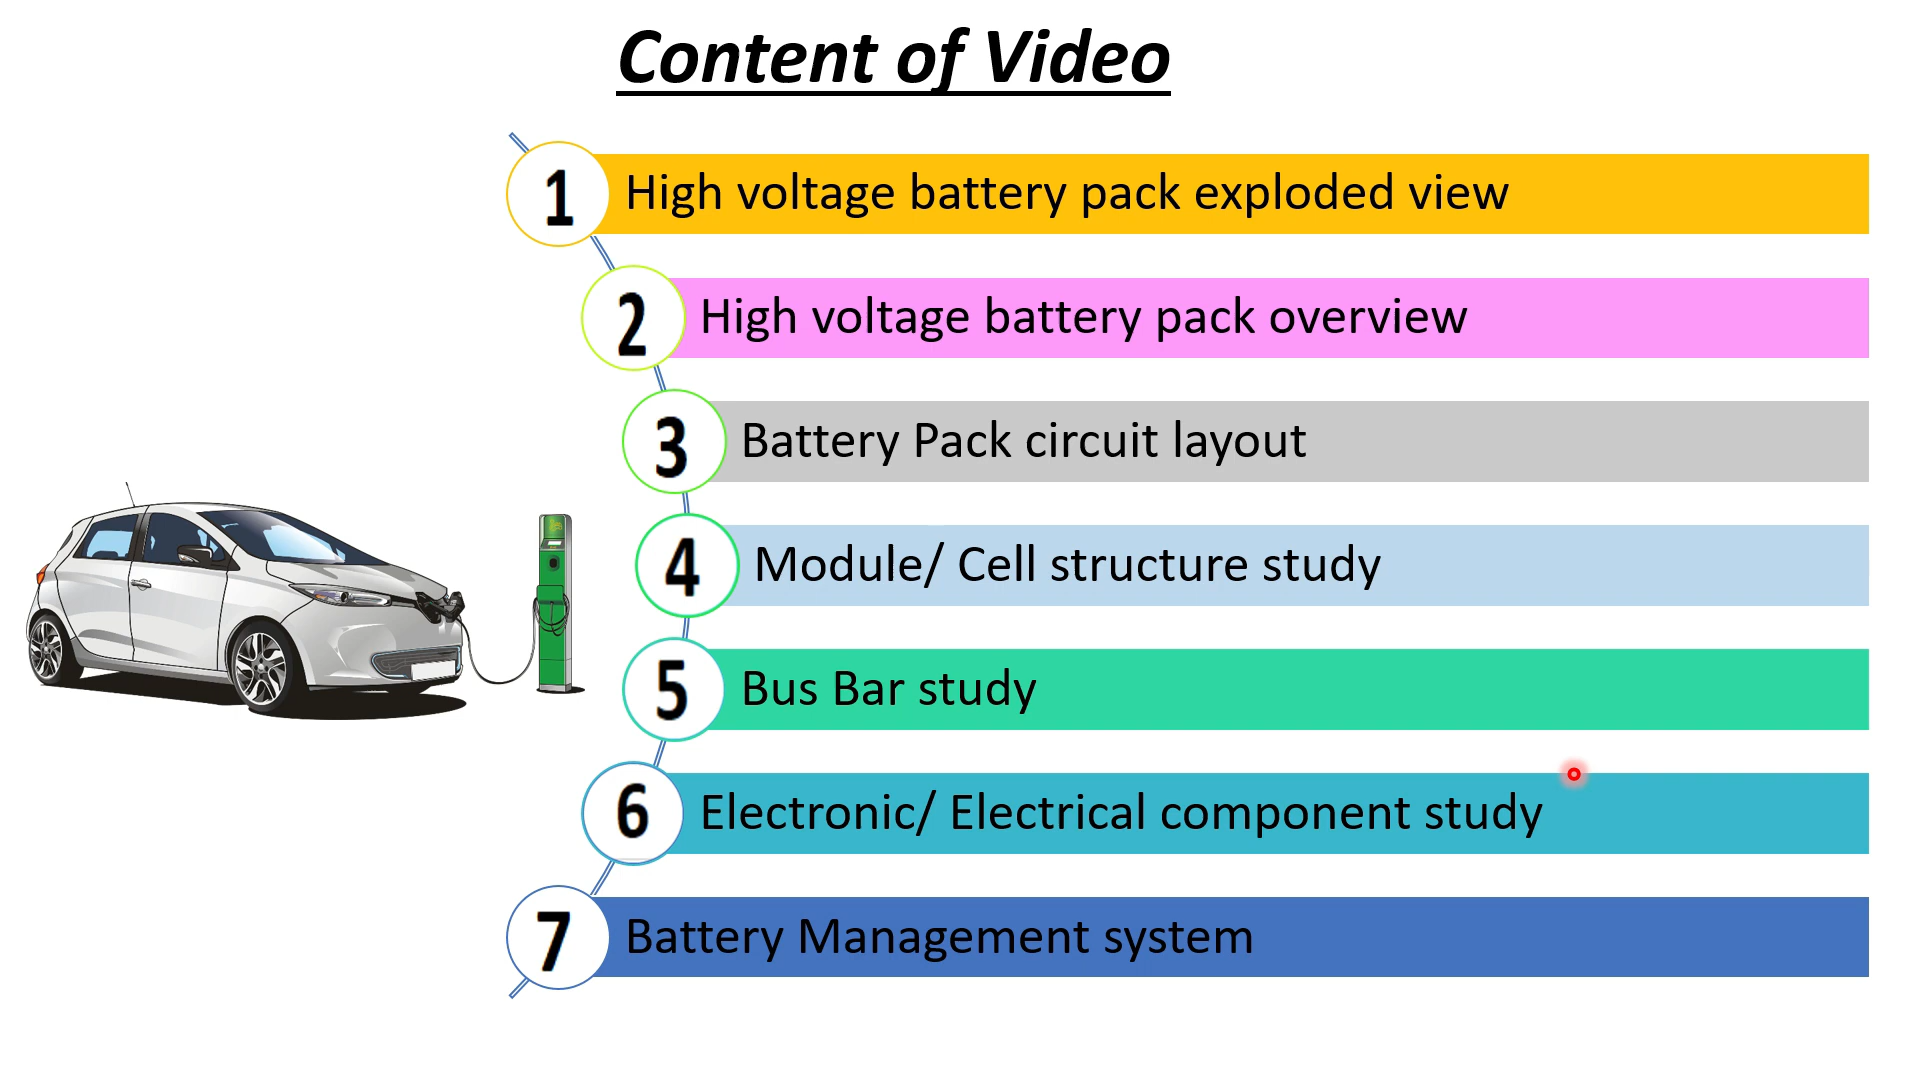 Content of Video
1 High voltage battery pack exploded view
2 High voltage battery pack overview
3 Battery Pack circuit layout
4 Module/ Cell structure study
5 Bus Bar study
6 Electronic/ Electrical component study
7 Battery Management system